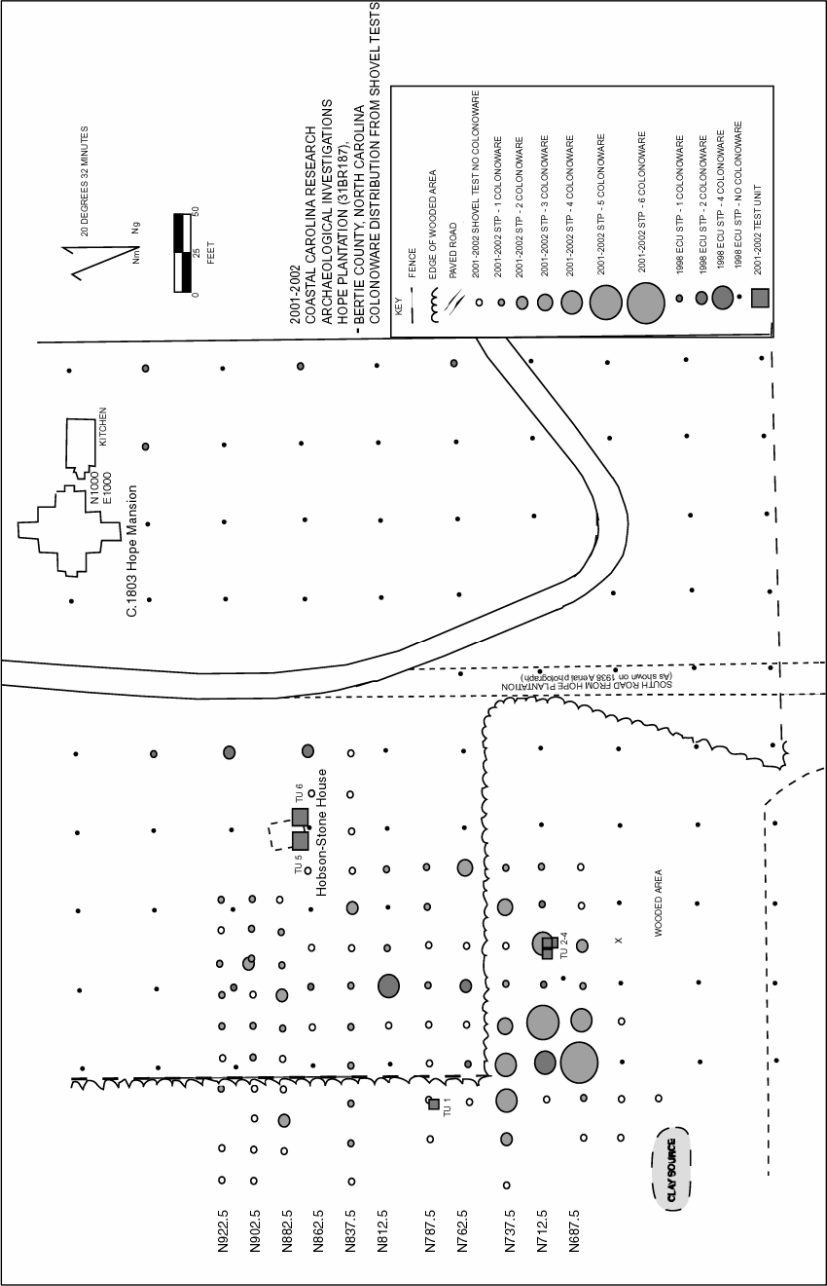 20 DEGREES 32 MINUTES
Nm
Ng
0
25
50
FEET
2001-2002
COASTAL CAROLINA RESEARCH
ARCHAEOLOGICAL INVESTIGATIONS
HOPE PLANTATION (31BR187),
- BERTIE COUNTY, NORTH CAROLINA
COLONOWARE DISTRIBUTION FROM SHOVEL TESTS
KEY
FENCE
EDGE OF WOODED AREA
PAVED ROAD
2001-2002 SHOVEL TEST NO COLONOWARE
2001-2002 STP - 1 COLONOWARE
2001-2002 STP - 2 COLONOWARE
2001-2002 STP - 3 COLONOWARE
2001-2002 STP - 4 COLONOWARE
2001-2002 STP - 5 COLONOWARE
2001-2002 STP - 6 COLONOWARE
1998 ECU STP - 1 COLONOWARE
1998 ECU STP - 2 COLONOWARE
1998 ECU STP - 4 COLONOWARE
1998 ECU STP - NO COLONOWARE
2001-2002 TEST UNIT
KITCHEN
N1000
E1000
C.1803 Hope Mansion
SOUTH ROAD FROM HOPE PLANTATION
(As shown on 1938 Aerial photograph)
TU 6
TU 5
Hobson-Stone House
TU 2-4
X
WOODED AREA
TU 1
CLAY SOURCE
N922.5
N902.5
N882.5
N862.5
N837.5
N812.5
N787.5
N762.5
N737.5
N712.5
N687.5